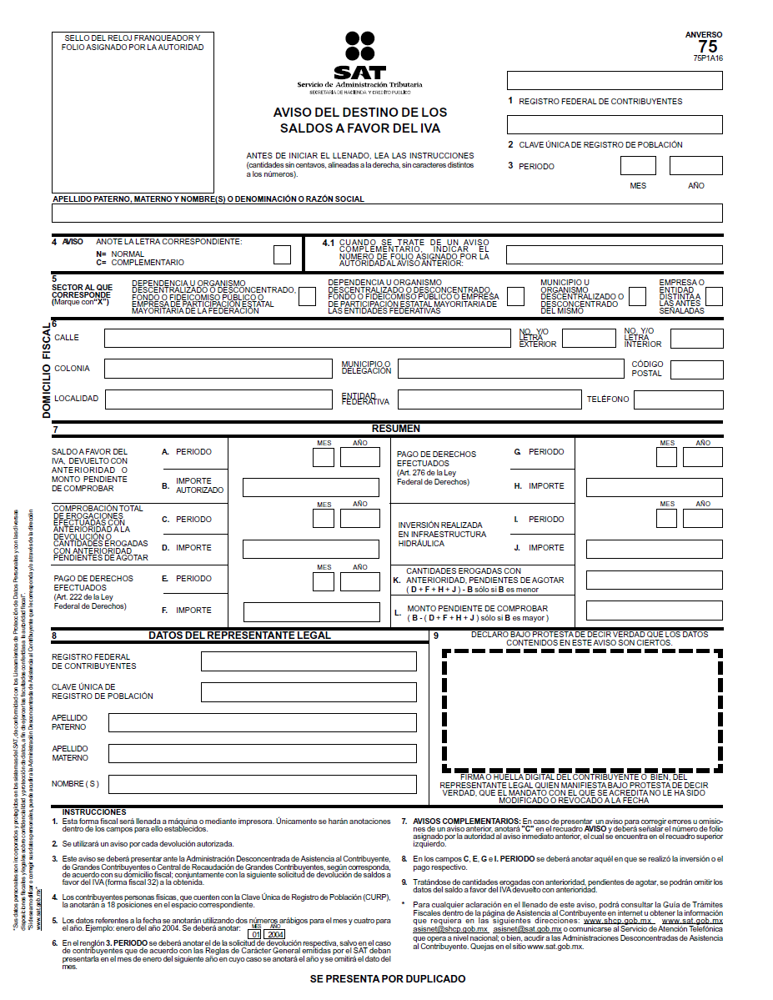 SELLO DEL RELOJ FRANQUEADOR Y
FOLIO ASIGNADO POR LA AUTORIDAD
SAT
Servicio de Administración Tributaria
SECRETARÍA DE HACIENDA Y CRÉDITO PÚBLICO
AVISO DEL DESTINO DE LOS
SALDOS A FAVOR DEL IVA
ANTES DE INICIAR EL LLENADO, LEA LAS INSTRUCCIONES
(cantidades sin centavos, alineadas a la derecha, sin caracteres distintos
a los números).
ANVERSO
75
75P1A16
1 REGISTRO FEDERAL DE CONTRIBUYENTES
2 CLAVE ÚNICA DE REGISTRO DE POBLACIÓN
3 PERIODO
MES AÑO
APELLIDO PATERNO, MATERNO Y NOMBRE(S) O DENOMINACIÓN O RAZÓN SOCIAL
4 AVISO ANOTE LA LETRA CORRESPONDIENTE:
N= NORMAL
C= COMPLEMENTARIO
4.1 CUANDO SE TRATE DE UN AVISO
COMPLEMENTARIO, INDICAR EL
NÚMERO DE FOLIO ASIGNADO POR LA
AUTORIDAD AL AVISO ANTERIOR:
5
SECTOR AL QUE
CORRESPONDE
(Marque con"X")
DEPENDENCIA U ORGANISMO
DESCENTRALIZADO O DESCONCENTRADO,
FONDO O FIDEICOMISO PÚBLICO O
EMPRESA DE PARTICIPACIÓN ESTATAL
MAYORITARIA DE LA FEDERACIÓN
DEPENDENCIA U ORGANISMO
DESCENTRALIZADO O DESCONCENTRADO,
FONDO O FIDEICOMISO PÚBLICO O EMPRESA
DE PARTICIPACIÓN ESTATAL MAYORITARIA DE
LAS ENTIDADES FEDERATIVAS
MUNICIPIO U
ORGANISMO
DESCENTRALIZADO O
DESCONCENTRADO
DEL MISMO
EMPRESA O
ENTIDAD
DISTINTA A
LAS ANTES
SEÑALADAS
6
DOMICILIO FISCAL
CALLE
NO. Y/O
LETRA
EXTERIOR
NO. Y/O
LETRA
INTERIOR
COLONIA
MUNICIPIO O
DELEGACIÓN
CÓDIGO
POSTAL
LOCALIDAD
ENTIDAD
FEDERATIVA
TELÉFONO
7 RESUMEN
SALDO A FAVOR DEL
IVA, DEVUELTO CON
ANTERIORIDAD O
MONTO PENDIENTE
DE COMPROBAR
A. PERIODO
MES AÑO
B. IMPORTE
AUTORIZADO
COMPROBACIÓN TOTAL
DE EROGACIONES
EFECTUADAS CON
ANTERIORIDAD A LA
DEVOLUCIÓN O
CANTIDADES EROGADAS
CON ANTERIORIDAD
PENDIENTES DE AGOTAR
C. PERIODO
MES AÑO
D. IMPORTE
PAGO DE DERECHOS
EFECTUADOS
(Art. 222 de la Ley
Federal de Derechos)
E. PERIODO
MES AÑO
F. IMPORTE
PAGO DE DERECHOS
EFECTUADOS
(Art. 276 de la Ley
Federal de Derechos)
G. PERIODO
MES AÑO
H. IMPORTE
INVERSIÓN REALIZADA
EN INFRAESTRUCTURA
HIDRÁULICA
I. PERIODO
MES AÑO
J. IMPORTE
K. CANTIDADES EROGADAS CON
ANTERIORIDAD, PENDIENTES DE AGOTAR
( D + F + H + J ) - B sólo si B es menor
L. MONTO PENDIENTE DE COMPROBAR
( B - ( D + F + H + J ) sólo si B es mayor )
8 DATOS DEL REPRESENTANTE LEGAL
REGISTRO FEDERAL
DE CONTRIBUYENTES
CLAVE ÚNICA DE
REGISTRO DE POBLACIÓN
APELLIDO
PATERNO
APELLIDO
MATERNO
NOMBRE ( S )
9 DECLARO BAJO PROTESTA DE DECIR VERDAD QUE LOS DATOS
CONTENIDOS EN ESTE AVISO SON CIERTOS.
FIRMA O HUELLA DIGITAL DEL CONTRIBUYENTE O BIEN, DEL
REPRESENTANTE LEGAL QUIEN MANIFIESTA BAJO PROTESTA DE DECIR
VERDAD, QUE EL MANDATO CON EL QUE SE ACREDITA NO LE HA SIDO
MODIFICADO O REVOCADO A LA FECHA
INSTRUCCIONES
1. Esta forma fiscal será llenada a máquina o mediante impresora. Únicamente se harán anotaciones
dentro de los campos para ello establecidos.
2. Se utilizará un aviso por cada devolución autorizada.
3. Este aviso se deberá presentar ante la Administración Desconcentrada de Asistencia al Contribuyente,
de Grandes Contribuyentes o Central de Recaudación de Grandes Contribuyentes, según corresponda,
de acuerdo con su domicilio fiscal; conjuntamente con la siguiente solicitud de devolución de saldos a
favor del IVA (forma fiscal 32) a la obtenida.
4. Los contribuyentes personas físicas, que cuenten con la Clave Única de Registro de Población (CURP),
la anotarán a 18 posiciones en el espacio correspondiente.
5. Los datos referentes a la fecha se anotarán utilizando dos números arábigos para el mes y cuatro para
el año. Ejemplo: enero del año 2004. Se deberá anotar: MES AÑO
01 2004
6. En el renglón 3. PERIODO se deberá anotar el de la solicitud de devolución respectiva, salvo en el caso
de contribuyentes que de acuerdo con las Reglas de Carácter General emitidas por el SAT deban
presentarla en el mes de enero del siguiente año en cuyo caso se anotará el año y se omitirá el dato del
mes.
7. AVISOS COMPLEMENTARIOS: En caso de presentar un aviso para corregir errores u omisio-
nes de un aviso anterior, anotará "C" en el recuadro AVISO y deberá señalar el número de folio
asignado por la autoridad al aviso inmediato anterior, el cual se encuentra en el recuadro superior
izquierdo.
8. En los campos C, E, G e I. PERIODO se deberá anotar aquél en que se realizó la inversión o el
pago respectivo.
9. Tratándose de cantidades erogadas con anterioridad, pendientes de agotar, se podrán omitir los
datos del saldo a favor del IVA devuelto con anterioridad.
* Para cualquier aclaración en el llenado de este aviso, podrá consultar la Guía de Trámites
Fiscales dentro de la página de Asistencia al Contribuyente en internet u obtener la información
que requiera en las siguientes direcciones: www.shcp.gob.mx www.sat.gob.mx
asisnet@shcp.gob.mx asisnet@sat.gob.mx o comunicarse al Servicio de Atención Telefónica
que opera a nivel nacional; o bien, acudir a las Administraciones Desconcentradas de Asistencia
al Contribuyente. Quejas en el sitio www.sat.gob.mx.
"Sus datos personales son incorporados y protegidos en los sistemas del SAT, de conformidad con los Lineamientos de Protección de Datos Personales y con las diversas
disposiciones fiscales y legales sobre confidencialidad y protección de datos, a fin de ejercer las facultades conferidas a la autoridad fiscal".
"Si desea modificar o corregir sus datos personales, puede acudir a la Administración Desconcentrada de Asistencia al Contribuyente que le corresponda y/o a través de la dirección
www.sat.gob.mx"
SE PRESENTA POR DUPLICADO